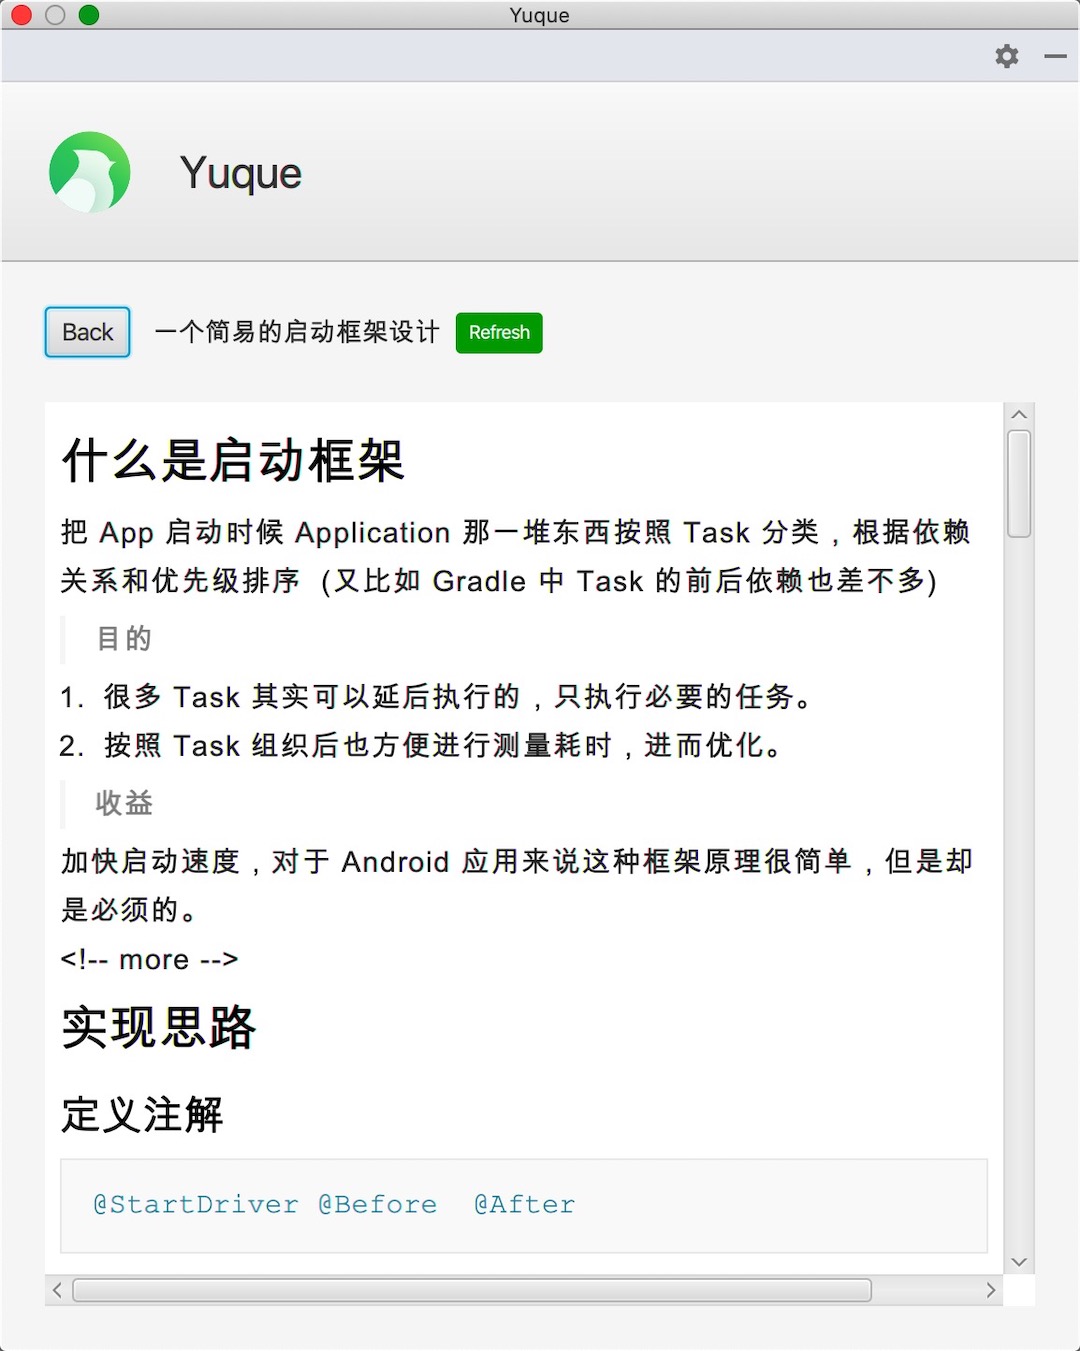 Yuque
Yuque
Back 一个简易的启动框架设计 Refresh
什么是启动框架
把 App 启动时候 Application 那一堆东西按照 Task 分类，根据依赖
关系和优先级排序（又比如 Gradle 中 Task 的前后依赖也差不多)
目的
1. 很多 Task 其实可以延后执行的，只执行必要的任务。
2. 按照 Task 组织后也方便进行测量耗时，进而优化。
收益
加快启动速度，对于 Android 应用来说这种框架原理很简单，但是却
是必须的。
<!-- more -->
实现思路
定义注解
@StartDriver @Before  @After